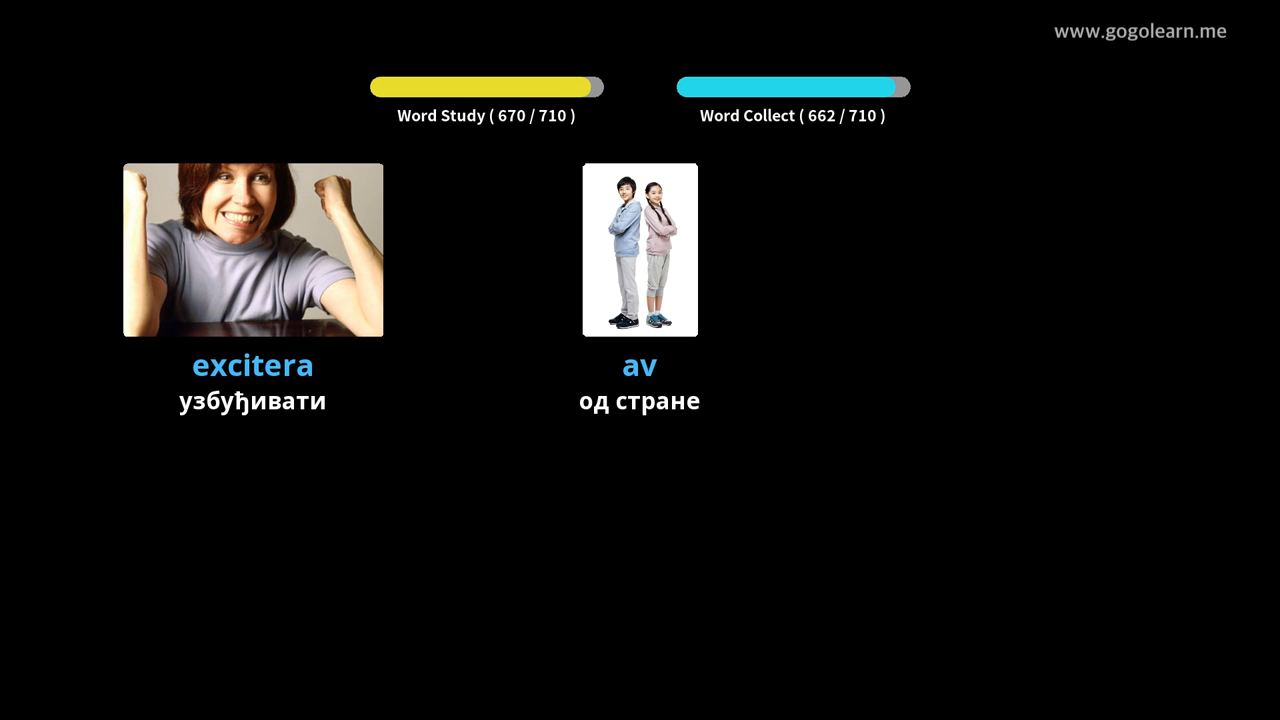 www.gogolearn.me
Word Study ( 670 / 710 )
Word Collect ( 662 / 710 )
excitera
узбуђивати
av
од стране